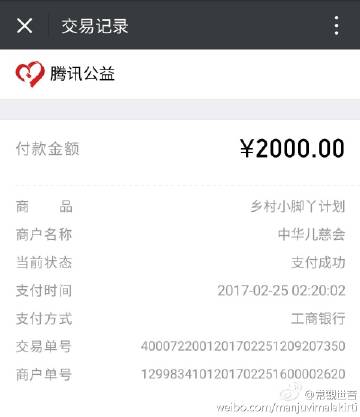 交易记录
腾讯公益
付款金额 ¥2000.00
商 品 乡村小脚丫计划
商户名称 中华儿慈会
当前状态 支付成功
支付时间 2017-02-25 02:20:02
支付方式 工商银行
交易单号 4000722001201702251209207350
商户单号 1299834101201702251600002620
@常观世音
weibo.com/manjuvimalakirti